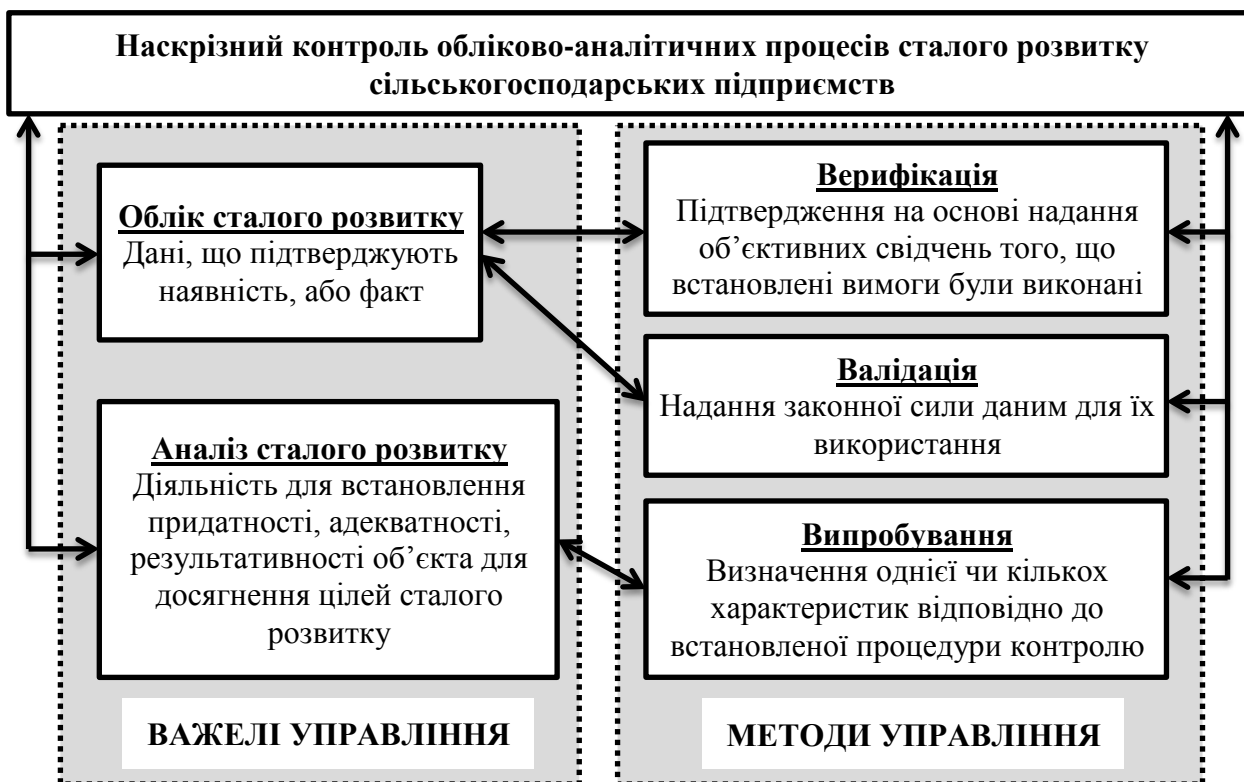 Наскрізний контроль обліково-аналітичних процесів сталого розвитку
сільськогосподарських підприємств
Облік сталого розвитку
Дані, що підтверджують
наявність, або факт
Аналіз сталого розвитку
Діяльність для встановлення
придатності, адекватності,
результативності об’єкта для
досягнення цілей сталого
розвитку
ВАЖЕЛІ УПРАВЛІННЯ
Верифікація
Підтвердження на основі надання
об’єктивних свідчень того, що
встановлені вимоги були виконані
Валідація
Надання законної сили даним для їх
використання
Випробування
Визначення однієї чи кількох
характеристик відповідно до
встановленої процедури контролю
МЕТОДИ УПРАВЛІННЯ